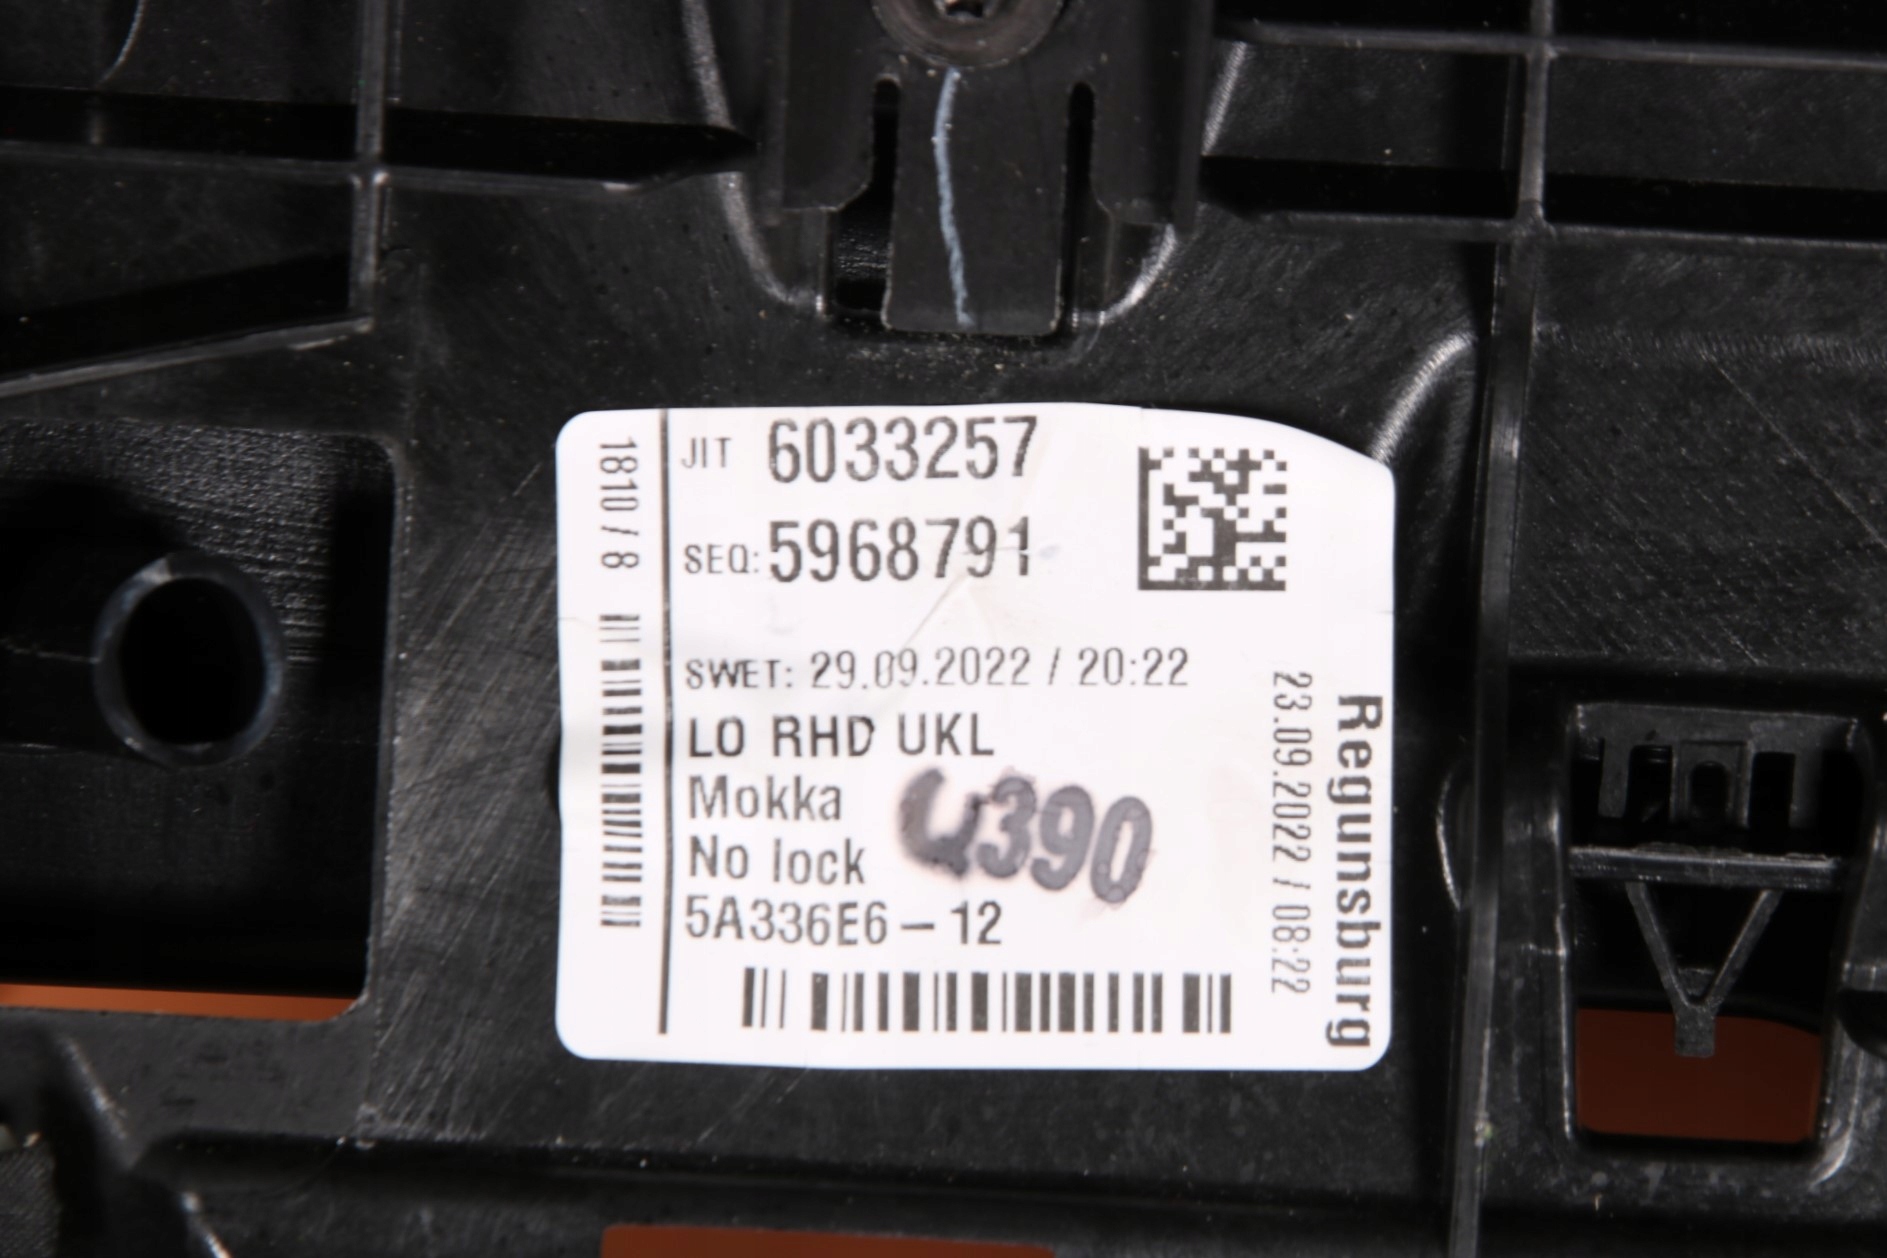 JIT 6033257
SEQ: 5968791
SWET: 29.09.2022 / 20:22
LO RHD UKL
Mokka
No lock
390
5A336E6-12
1810 / 8
23.09.2022 / 08:22
Regunsburg